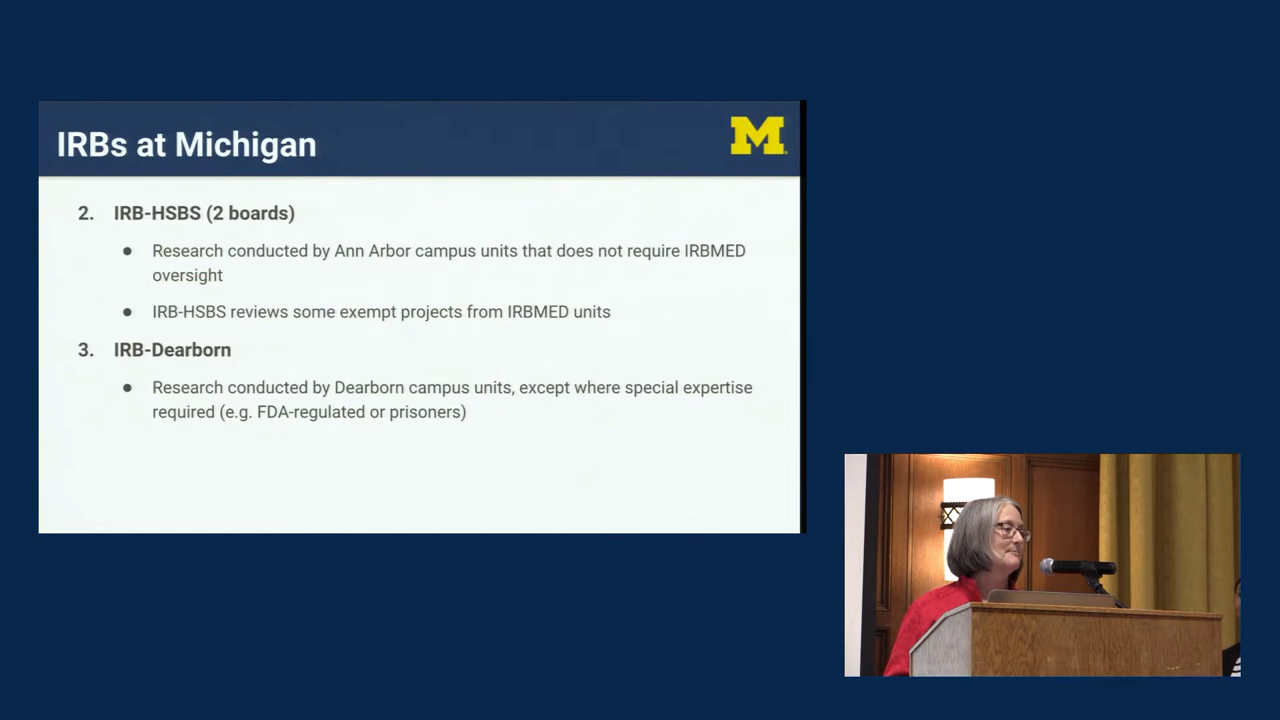 IRBs at Michigan
M
2. IRB-HSBS (2 boards)
● Research conducted by Ann Arbor campus units that does not require IRBMED
oversight
● IRB-HSBS reviews some exempt projects from IRBMED units
3. IRB-Dearborn
● Research conducted by Dearborn campus units, except where special expertise
required (e.g. FDA-regulated or prisoners)